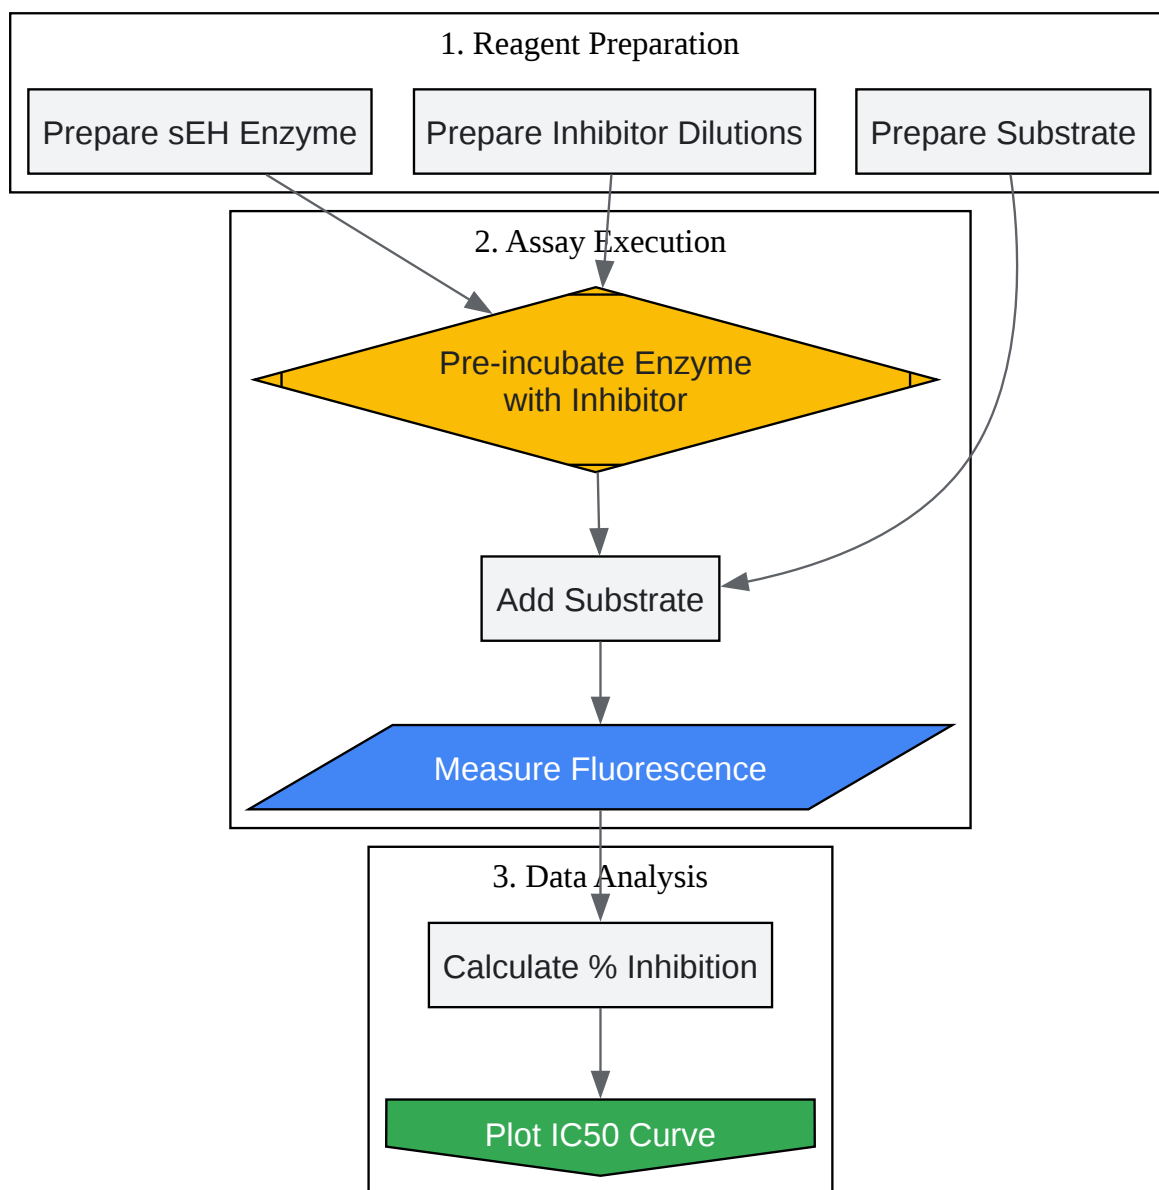 1. Reagent Preparation
Prepare sEH Enzyme
Prepare Inhibitor Dilutions
Prepare Substrate
2. Assay Execution
Pre-incubate Enzyme
with Inhibitor
Add Substrate
Measure Fluorescence
3. Data Analysis
Calculate % Inhibition
Plot IC50 Curve